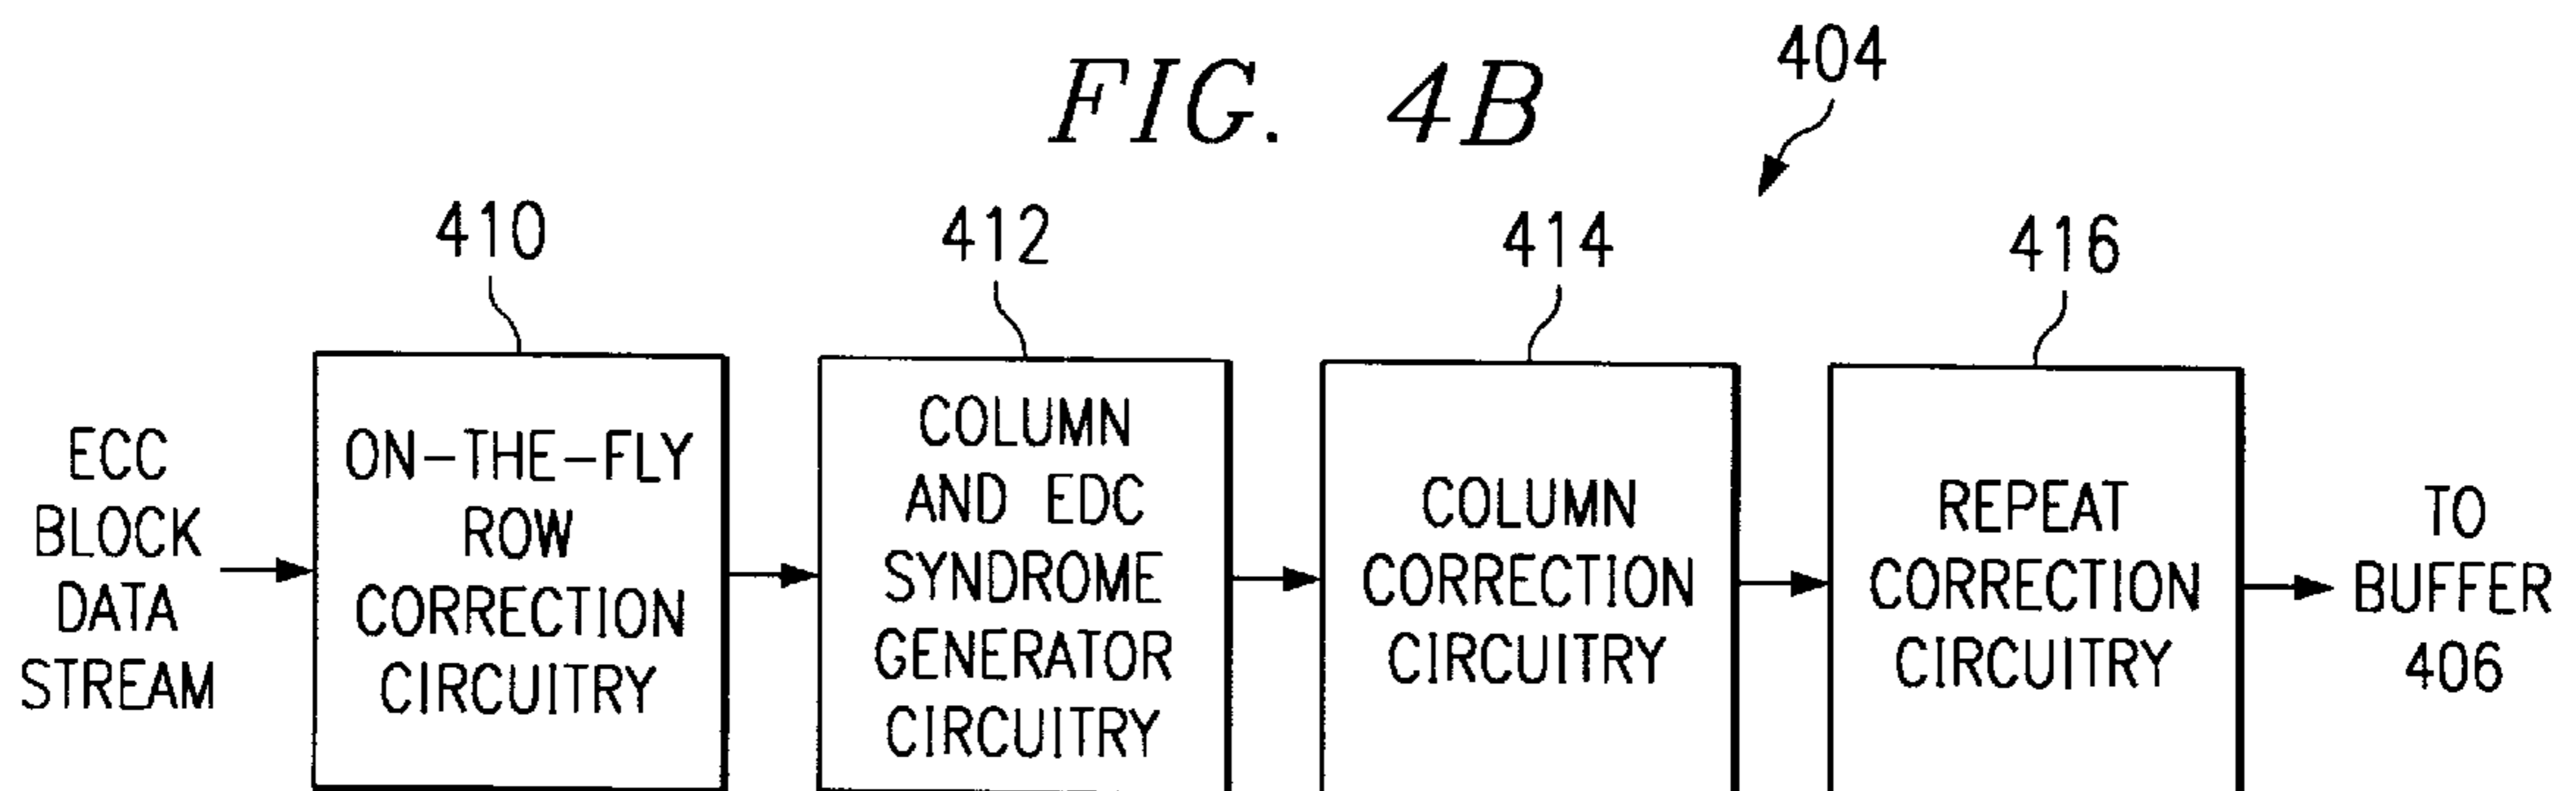 FIG. 4B
404
410
412
414
416
ECC
BLOCK
DATA
STREAM
ON-THE-FLY
ROW
CORRECTION
CIRCUITRY
COLUMN
AND EDC
SYNDROME
GENERATOR
CIRCUITRY
COLUMN
CORRECTION
CIRCUITRY
REPEAT
CORRECTION
CIRCUITRY
TO
BUFFER
406